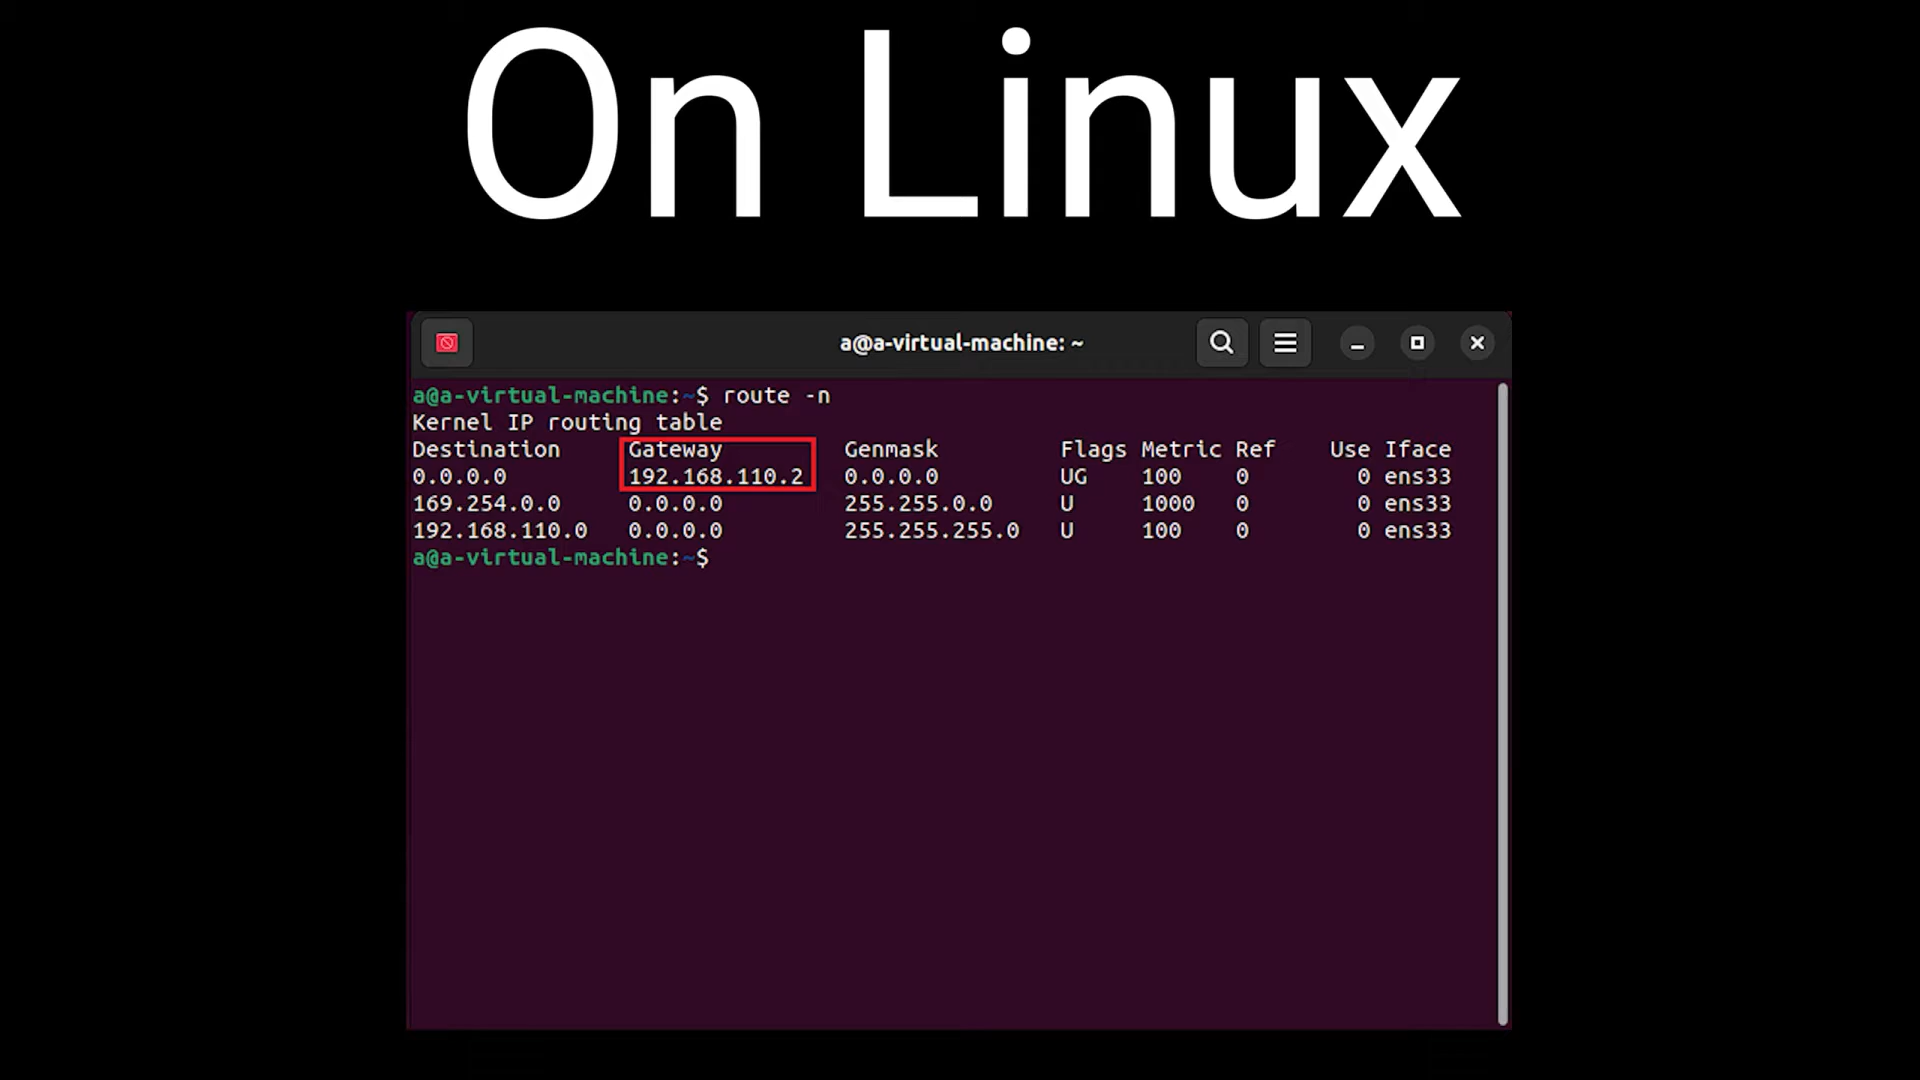 On Linux
a@a-virtual-machine: ~
a@a-virtual-machine:~$ route -n
Kernel IP routing table
Destination Gateway Genmask Flags Metric Ref Use Iface
0.0.0.0 192.168.110.2 0.0.0.0 UG 100 0 0 ens33
169.254.0.0 0.0.0.0 255.255.0.0 U 1000 0 0 ens33
192.168.110.0 0.0.0.0 255.255.255.0 U 100 0 0 ens33
a@a-virtual-machine:~$